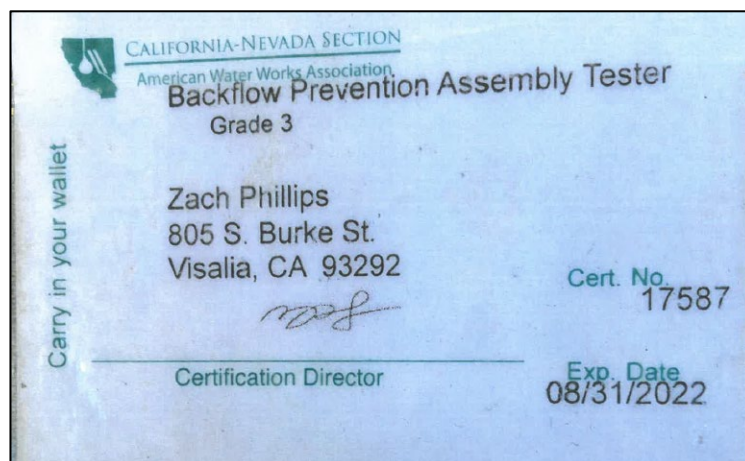 CALIFORNIA-NEVADA SECTION
American Water Works Association
Backflow Prevention Assembly Tester
Grade 3
Carry in your wallet
Zach Phillips
805 S. Burke St.
Visalia, CA 93292
Cert. No.
17587
Certification Director
Exp. Date
08/31/2022